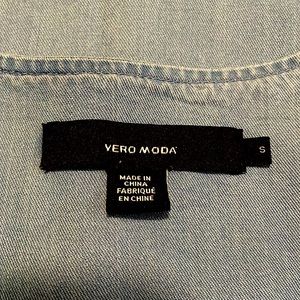 VERO MODA
S
MADE IN
CHINA
FABRIQUÉ
EN CHINE